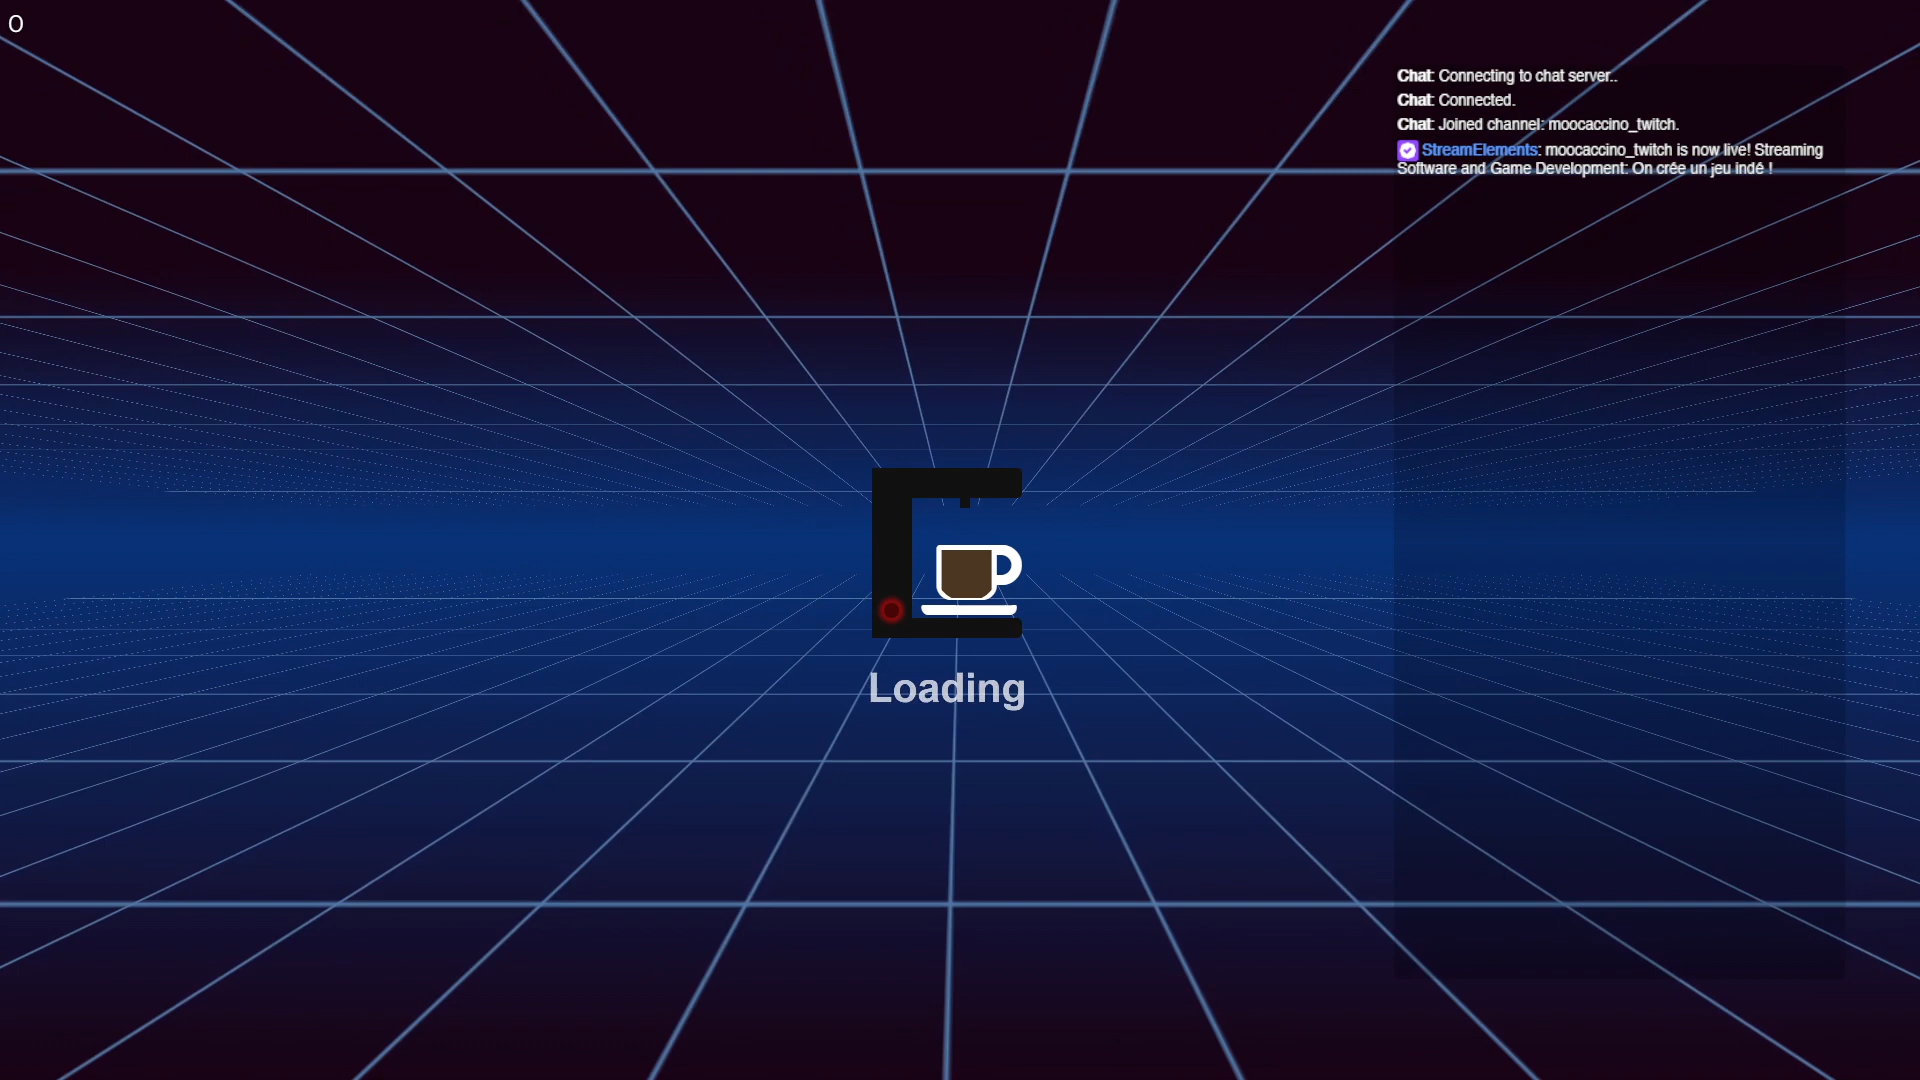 0
Chat: Connecting to chat server..
Chat: Connected.
Chat: Joined channel: moocaccino_twitch.
StreamElements: moocaccino_twitch is now live! Streaming
Software and Game Development: On crée un jeu indé !
Loading